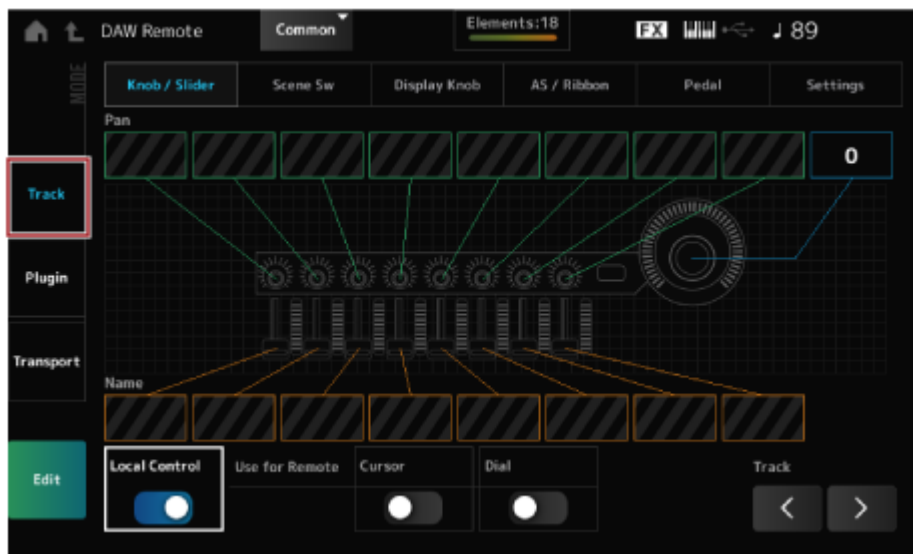 DAW Remote
Common
Elements:18
FX
♩ 89
MODE
Knob / Slider
Scene Sw
Display Knob
AS / Ribbon
Pedal
Settings
Pan
0
Track
Plugin
Transport
Name
Edit
Local Control
Use for Remote
Cursor
Dial
Track